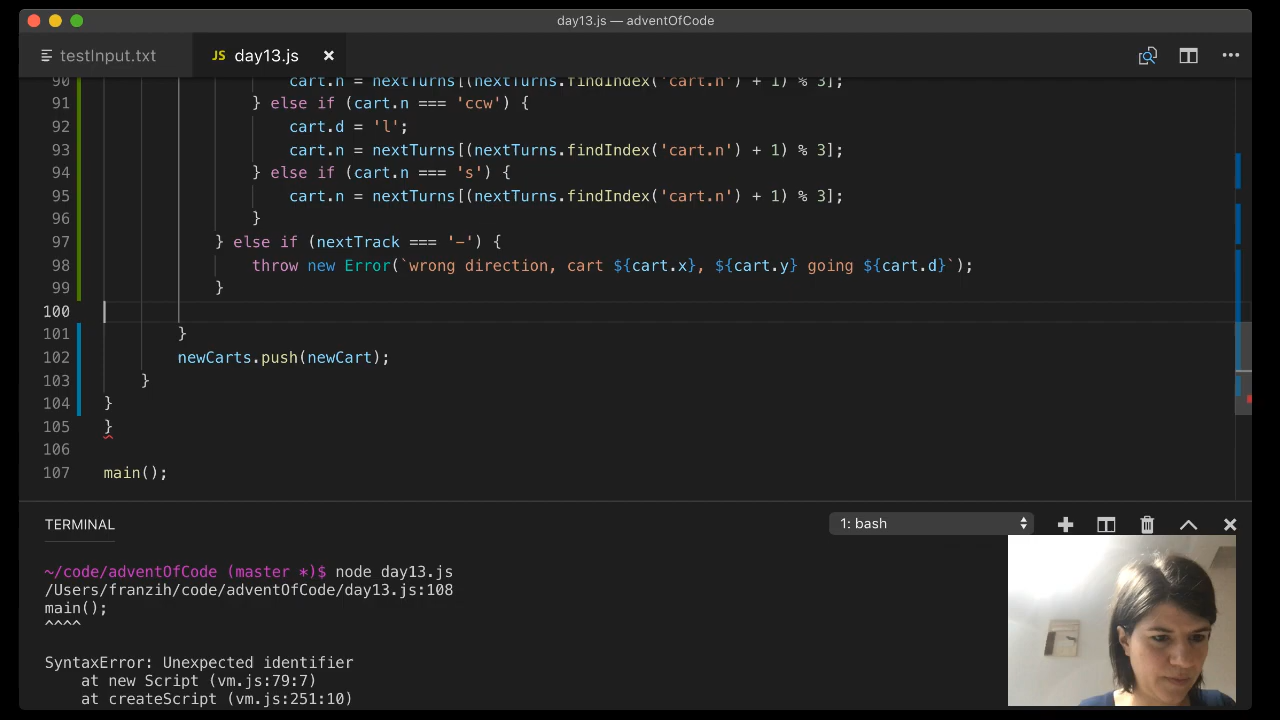 day13.js — adventOfCode
testInput.txt JS day13.js
90 cart.n = nextTurns[(nextTurns.findIndex('cart.n') + 1) % 3];
91 } else if (cart.n === 'ccw') {
92 cart.d = 'l';
93 cart.n = nextTurns[(nextTurns.findIndex('cart.n') + 1) % 3];
94 } else if (cart.n === 's') {
95 cart.n = nextTurns[(nextTurns.findIndex('cart.n') + 1) % 3];
96 }
97 } else if (nextTrack === '-') {
98 throw new Error(`wrong direction, cart ${cart.x}, ${cart.y} going ${cart.d}`);
99 }
100
101 }
102 newCarts.push(newCart);
103 }
104 }
105 }
106
107 main();
TERMINAL 1: bash
~/code/adventOfCode (master *)$ node day13.js
/Users/franzih/code/adventOfCode/day13.js:108
main();
^^^^
SyntaxError: Unexpected identifier
at new Script (vm.js:79:7)
at createScript (vm.js:251:10)